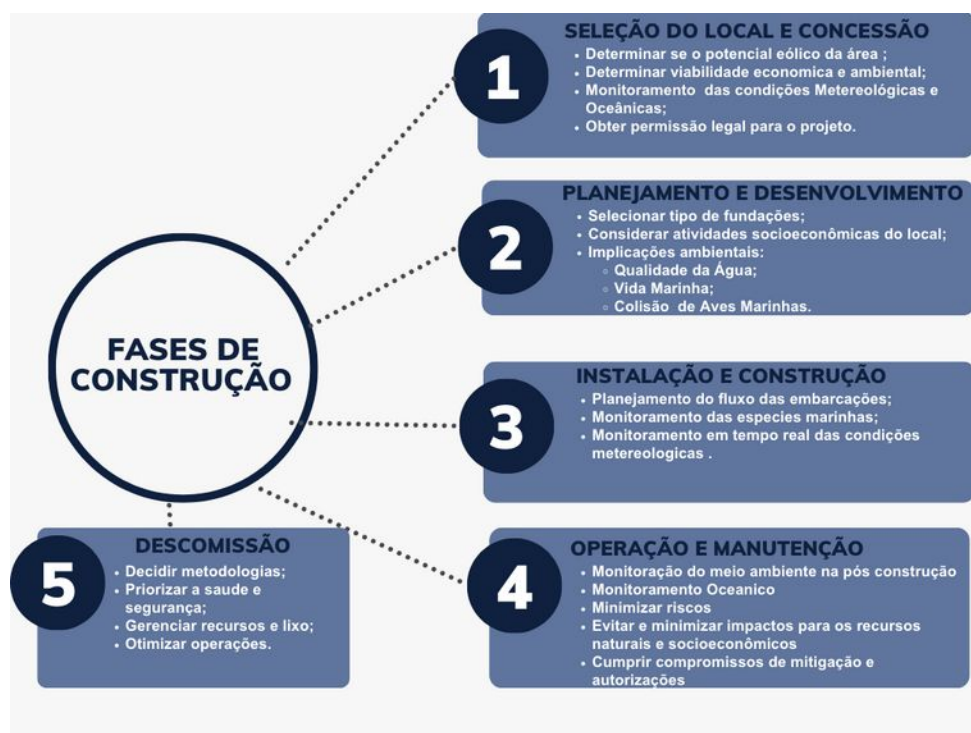 FASES DE
CONSTRUÇÃO
1
SELEÇÃO DO LOCAL E CONCESSÃO
• Determinar se o potencial eólico da área ;
• Determinar viabilidade economica e ambiental;
• Monitoramento das condições Metereológicas e
Oceânicas;
• Obter permissão legal para o projeto.
2
PLANEJAMENTO E DESENVOLVIMENTO
• Selecionar tipo de fundações;
• Considerar atividades socioeconômicas do local;
• Implicações ambientais:
◦ Qualidade da Água;
◦ Vida Marinha;
◦ Colisão de Aves Marinhas.
3
INSTALAÇÃO E CONSTRUÇÃO
• Planejamento do fluxo das embarcações;
• Monitoramento das especies marinhas;
• Monitoramento em tempo real das condições
metereologicas .
4
OPERAÇÃO E MANUTENÇÃO
• Monitoração do meio ambiente na pós construção
• Monitoramento Oceanico
• Minimizar riscos
• Evitar e minimizar impactos para os recursos
naturais e socioeconômicos
• Cumprir compromissos de mitigação e
autorizações
5
DESCOMISSÃO
• Decidir metodologias;
• Priorizar a saude e
segurança;
• Gerenciar recursos e lixo;
• Otimizar operações.